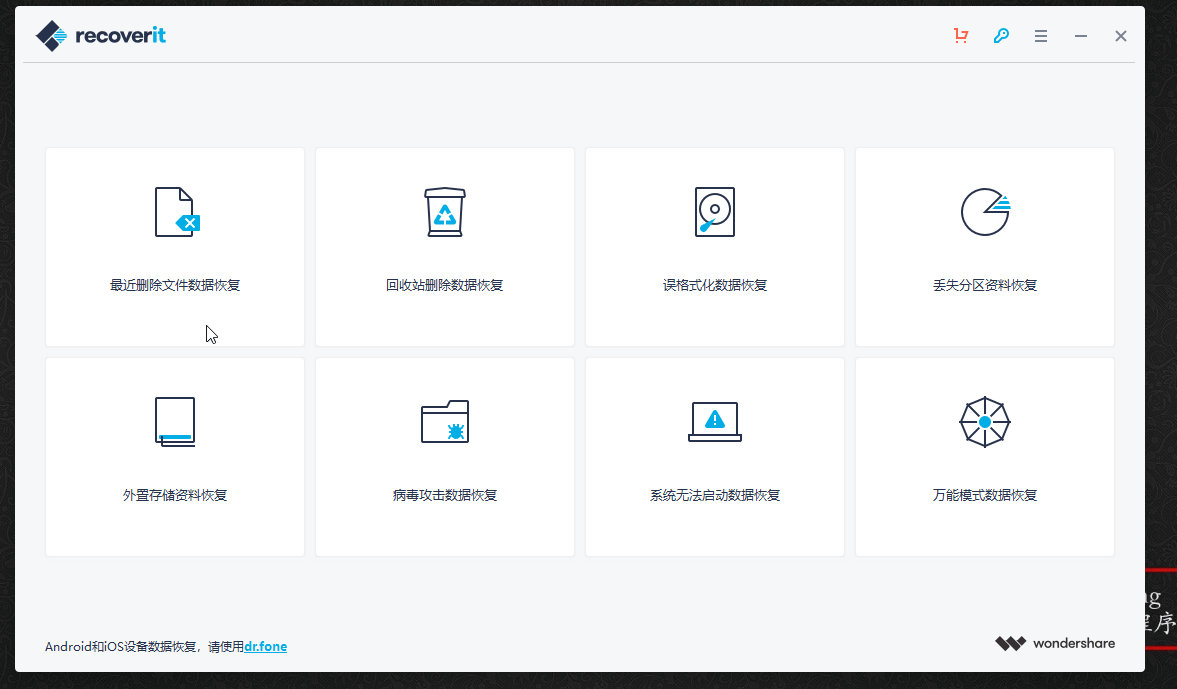 recoverit
最近删除文件数据恢复
回收站删除数据恢复
误格式化数据恢复
丢失分区资料恢复
外置存储资料恢复
病毒攻击数据恢复
系统无法启动数据恢复
万能模式数据恢复
Android和iOS设备数据恢复，请使用dr.fone
wondershare
程序